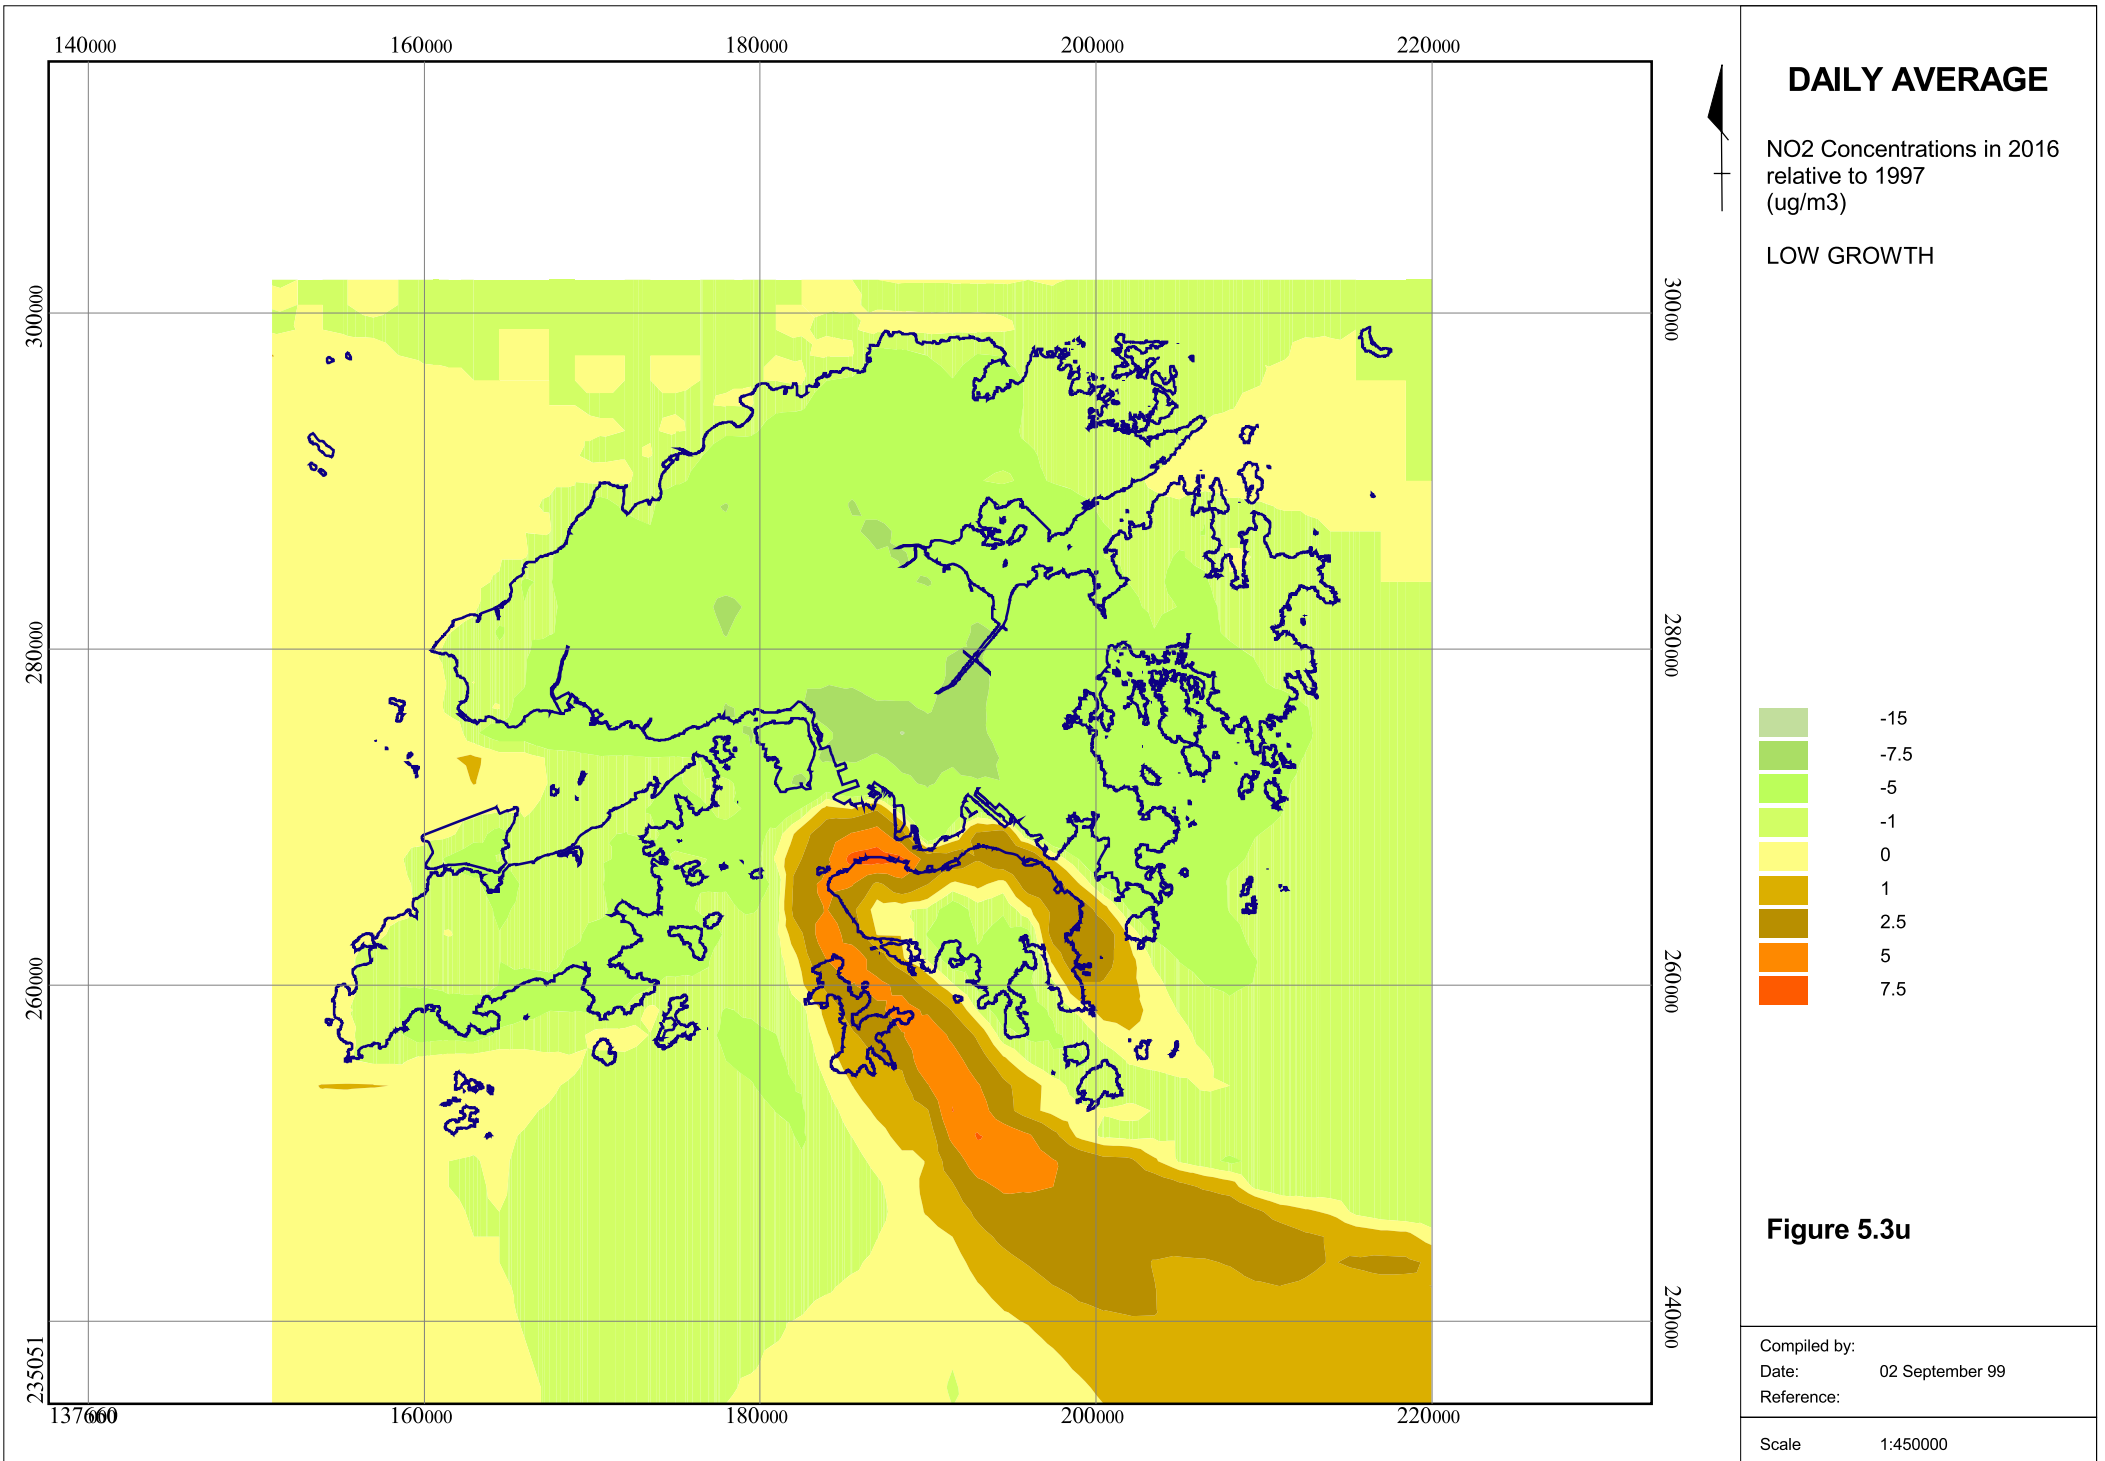 140000 160000 180000 200000 220000
DAILY AVERAGE
NO2 Concentrations in 2016
relative to 1997
(ug/m3)
LOW GROWTH
300000 300000
280000 280000
260000 260000
240000
235051
-15
-7.5
-5
-1
0
1
2.5
5
7.5
Figure 5.3u
137660 160000 180000 200000 220000
Compiled by:
Date: 02 September 99
Reference:
Scale 1:450000